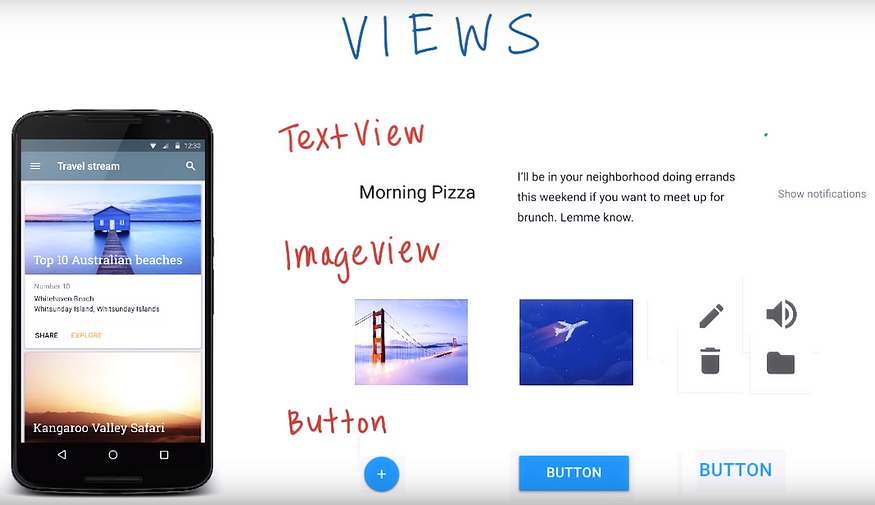 VIEWS
12:30
Travel stream
Top 10 Australian beaches
Number 10
Whitehaven Beach
Whitsunday Island, Whitsunday Islands
SHARE EXPLORE
Kangaroo Valley Safari
TextView
Morning Pizza
I'll be in your neighborhood doing errands
this weekend if you want to meet up for
brunch. Lemme know.
Show notifications
ImageView
Button
+
BUTTON
BUTTON